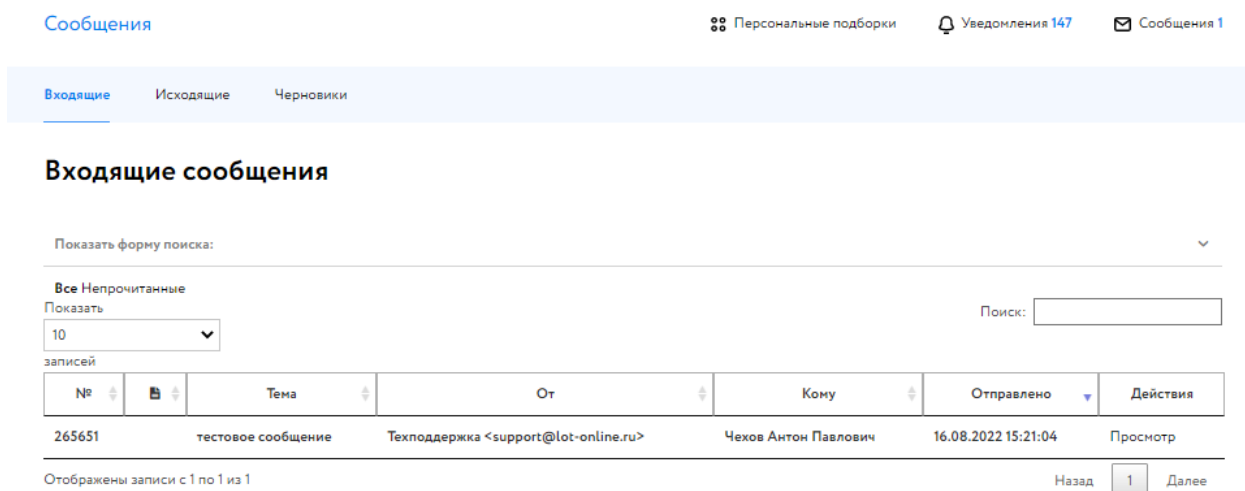 Сообщения Персональные подборки Уведомления 147 Сообщения 1
Входящие Исходящие Черновики
Входящие сообщения
Показать форму поиска:
Все Непрочитанные
Показать
Поиск:
10
записей
№ Тема От Кому Отправлено Действия
265651 тестовое сообщение Техподдержка <support@lot-online.ru> Чехов Антон Павлович 16.08.2022 15:21:04 Просмотр
Отображены записи с 1 по 1 из 1 Назад 1 Далее